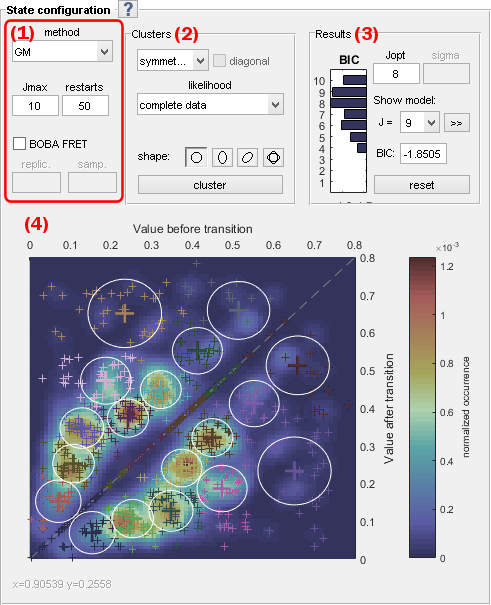 State configuration ?
(1)
method
GM
Jmax restarts
10 50
BOBA FRET
replic. samp.
Clusters (2)
symmet... diagonal
likelihood
complete data
shape:
cluster
Results (3)
BIC
10
9
8
7
6
5
4
3
2
1
Jopt sigma
8
Show model:
J = 9 >>
BIC: -1.8505
reset
(4)
Value before transition
0 0.1 0.2 0.3 0.4 0.5 0.6 0.7 0.8
0.8
0.7
0.6
0.5
0.4
0.3
0.2
0.1
0
Value after transition
×10⁻³
1.2
1
0.8
0.6
0.4
0.2
0
normalized occurrence
x=0.90539 y=0.2558